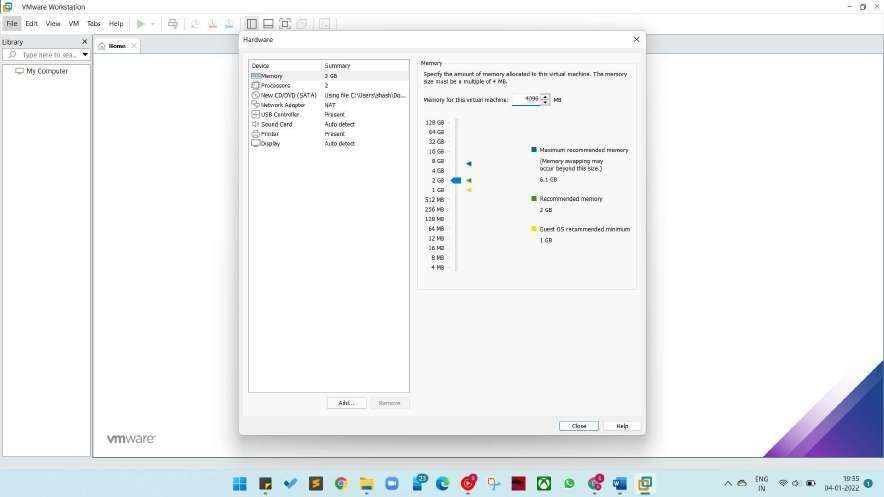 VMware Workstation
File Edit View VM Tabs Help
Library
Type here to sea...
Home
My Computer
Hardware
Device Summary
Memory 2 GB
Processors 2
New CD/DVD (SATA) Using file C:\Users\shash\Do...
Network Adapter NAT
USB Controller Present
Sound Card Auto detect
Printer Present
Display Auto detect
Add... Remove
Memory
Specify the amount of memory allocated to this virtual machine. The memory
size must be a multiple of 4 MB.
Memory for this virtual machine: 4096 MB
128 GB
64 GB
32 GB
16 GB
8 GB
4 GB
2 GB
1 GB
512 MB
256 MB
128 MB
64 MB
32 MB
16 MB
8 MB
4 MB
Maximum recommended memory
(Memory swapping may
occur beyond this size.)
6.1 GB
Recommended memory
2 GB
Guest OS recommended minimum
1 GB
Close Help
vmware
ENG
IN
19:35
04-01-2022